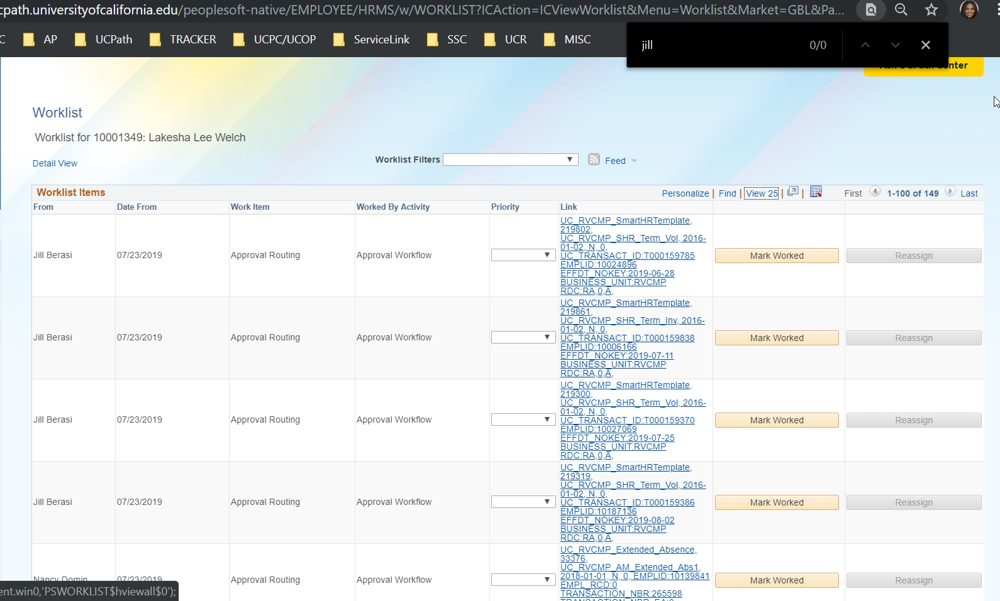 cpath.universityofcalifornia.edu/peoplesoft-native/EMPLOYEE/HRMS/w/WORKLIST?ICAction=ICViewWorklist&Menu=Worklist&Market=GBL&Pa...
C AP UCPath TRACKER UCPC/UCOP ServiceLink SSC UCR MISC
jill 0/0
Worklist
Worklist for 10001349: Lakesha Lee Welch
Detail View
Worklist Filters
Feed
Worklist Items
Personalize | Find | View 25 | | First 1-100 of 149 Last
From Date From Work Item Worked By Activity Priority Link
UC_RVCMP_SmartHRTemplate,
219802,
UC_RVCMP_SHR_Term_Vol, 2016-
01-02, N, 0,
Jill Berasi 07/23/2019 Approval Routing Approval Workflow UC_TRANSACT_ID:T000159785 Mark Worked Reassign
EMPLID:10024896
EFFDT_NOKEY:2019-06-28
BUSINESS_UNIT:RVCMP
RDC:RA,0,A,
UC_RVCMP_SmartHRTemplate,
219861,
UC_RVCMP_SHR_Term_Inv, 2016-
01-02, N, 0,
Jill Berasi 07/23/2019 Approval Routing Approval Workflow UC_TRANSACT_ID:T000159838 Mark Worked Reassign
EMPLID:10006166
EFFDT_NOKEY:2019-07-11
BUSINESS_UNIT:RVCMP
RDC:RA,0,A,
UC_RVCMP_SmartHRTemplate,
219300,
UC_RVCMP_SHR_Term_Vol, 2016-
01-02, N, 0,
Jill Berasi 07/23/2019 Approval Routing Approval Workflow UC_TRANSACT_ID:T000159370 Mark Worked Reassign
EMPLID:10027069
EFFDT_NOKEY:2019-07-25
BUSINESS_UNIT:RVCMP
RDC:RA,0,A,
UC_RVCMP_SmartHRTemplate,
219319,
UC_RVCMP_SHR_Term_Vol, 2016-
01-02, N, 0,
Jill Berasi 07/23/2019 Approval Routing Approval Workflow UC_TRANSACT_ID:T000159386 Mark Worked Reassign
EMPLID:10187136
EFFDT_NOKEY:2019-08-02
BUSINESS_UNIT:RVCMP
RDC:RA,0,A,
UC_RVCMP_Extended_Absence,
33376,
UC_RVCMP_AM_Extended_Abs1,
2018-01-01, N, 0, EMPLID:10139841
Nancy Domin 07/23/2019 Approval Routing Approval Workflow EMPL_RCD:0 Mark Worked Reassign
TRANSACTION_NBR:265598
ent.win0,'PSWORKLIST$hviewall$0');